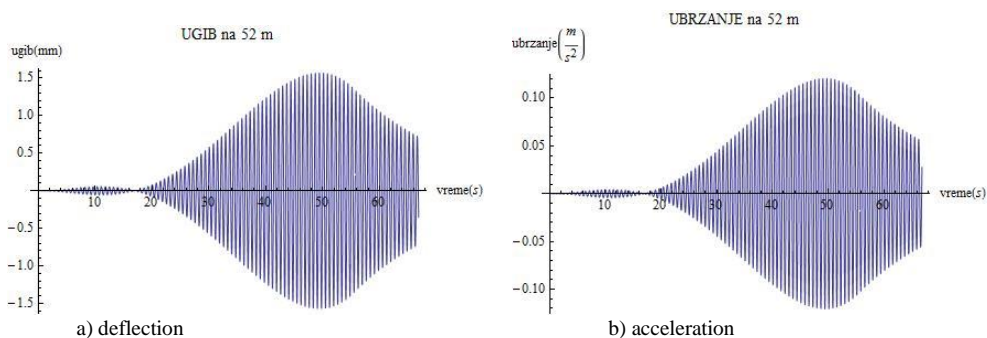 UGIB na 52 m
ugib(mm)
1.5
1.0
0.5
−0.5
−1.0
−1.5
10 20 30 40 50 60
vreme(s)
a) deflection
UBRZANJE na 52 m
ubrzanje(m/s²)
0.10
0.05
−0.05
−0.10
10 20 30 40 50 60
vreme(s)
b) acceleration